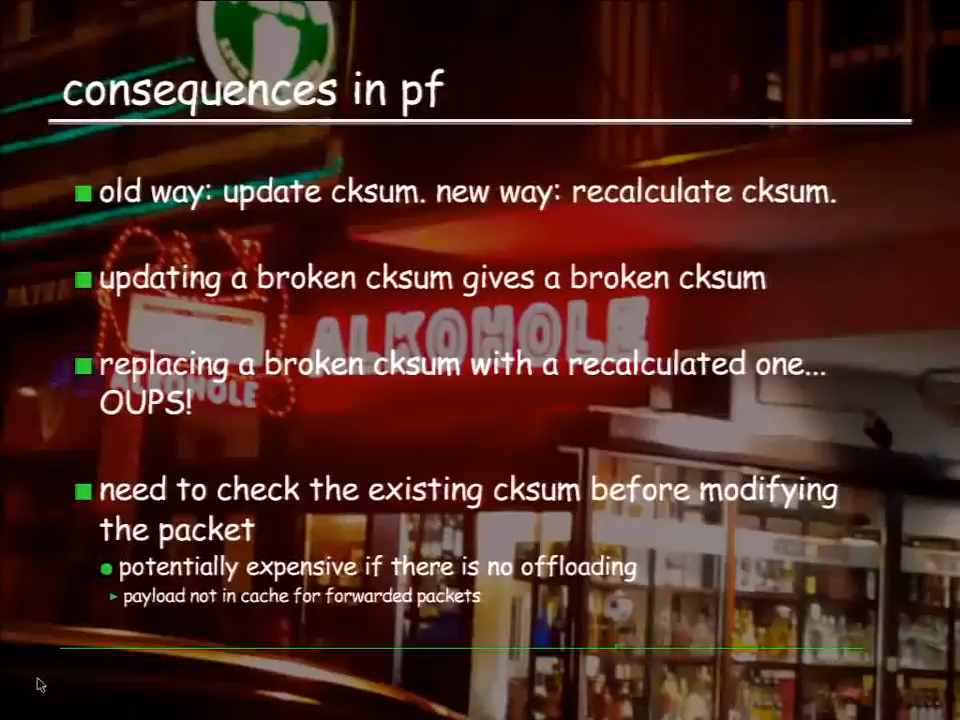 consequences in pf
old way: update cksum. new way: recalculate cksum.
updating a broken cksum gives a broken cksum
ALKOHOLE
replacing a broken cksum with a recalculated one...
OUPS!
need to check the existing cksum before modifying
the packet
potentially expensive if there is no offloading
payload not in cache for forwarded packets